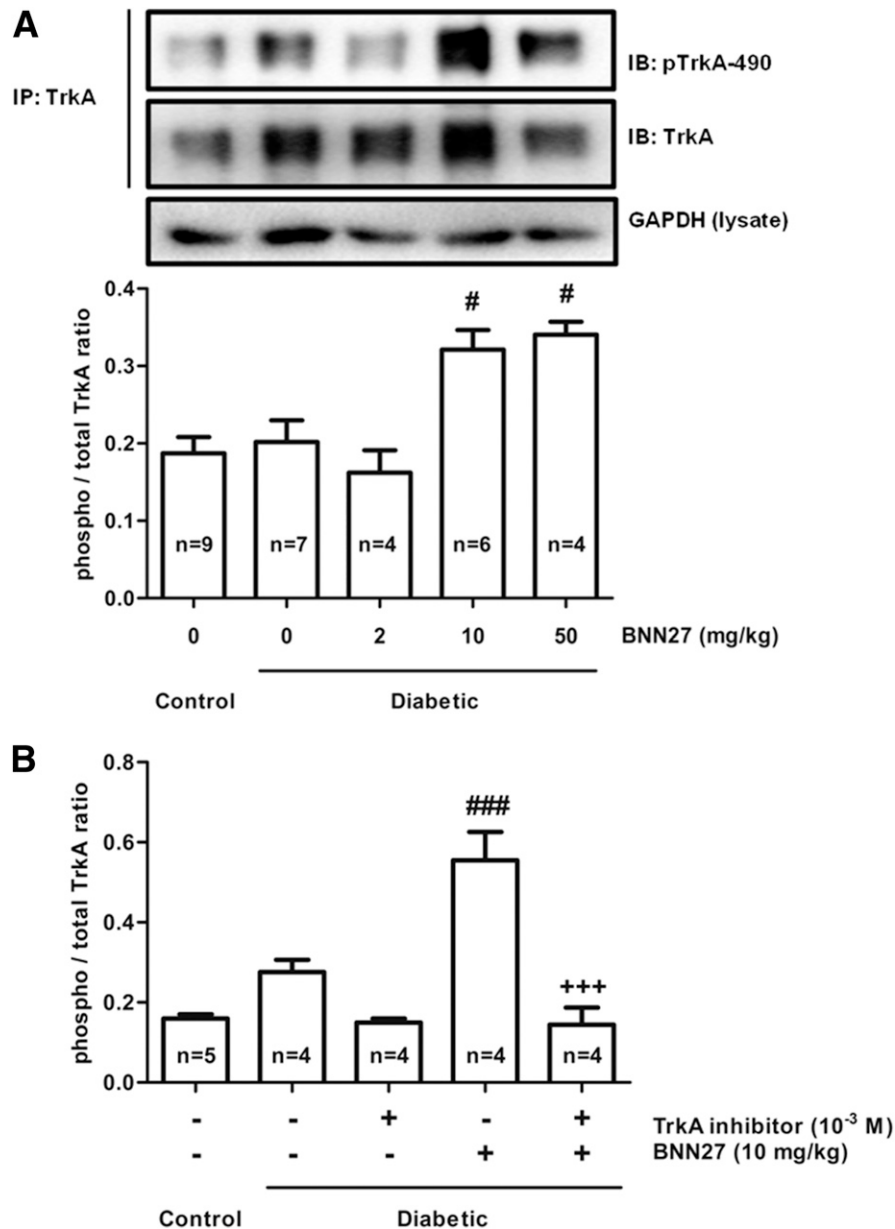 A
IP: TrkA
IB: pTrkA-490
IB: TrkA
GAPDH (lysate)
phospho / total TrkA ratio
0.4
0.3
0.2
0.1
0.0
# #
n=9 n=7 n=4 n=6 n=4
0 0 2 10 50 BNN27 (mg/kg)
Control Diabetic
B
phospho / total TrkA ratio
0.8
0.6
0.4
0.2
0.0
###
+++
n=5 n=4 n=4 n=4 n=4
- - + - + TrkA inhibitor (10⁻³ M)
- - - + + BNN27 (10 mg/kg)
Control Diabetic